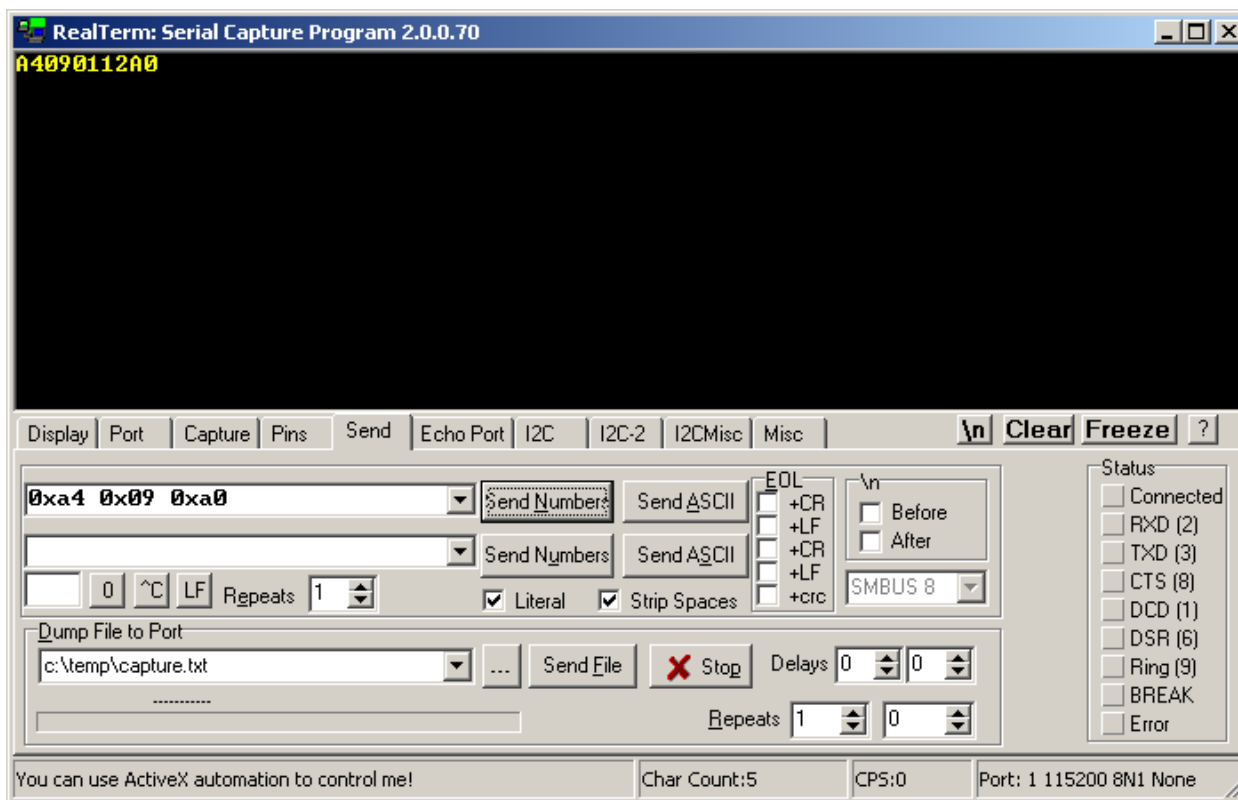 RealTerm: Serial Capture Program 2.0.0.70
A4090112A0
Display Port Capture Pins Send Echo Port I2C I2C-2 I2CMisc Misc \n Clear Freeze ?
0xa4 0x09 0xa0 Send Numbers Send ASCII
Send Numbers Send ASCII
0 ^C LF Repeats 1 Literal Strip Spaces
EOL
+CR
+LF
+CR
+LF
+crc
\n
Before
After
SMBUS 8
Dump File to Port
c:\temp\capture.txt ... Send File Stop Delays 0 0
-----------
Repeats 1 0
Status
Connected
RXD (2)
TXD (3)
CTS (8)
DCD (1)
DSR (6)
Ring (9)
BREAK
Error
You can use ActiveX automation to control me! Char Count:5 CPS:0 Port: 1 115200 8N1 None